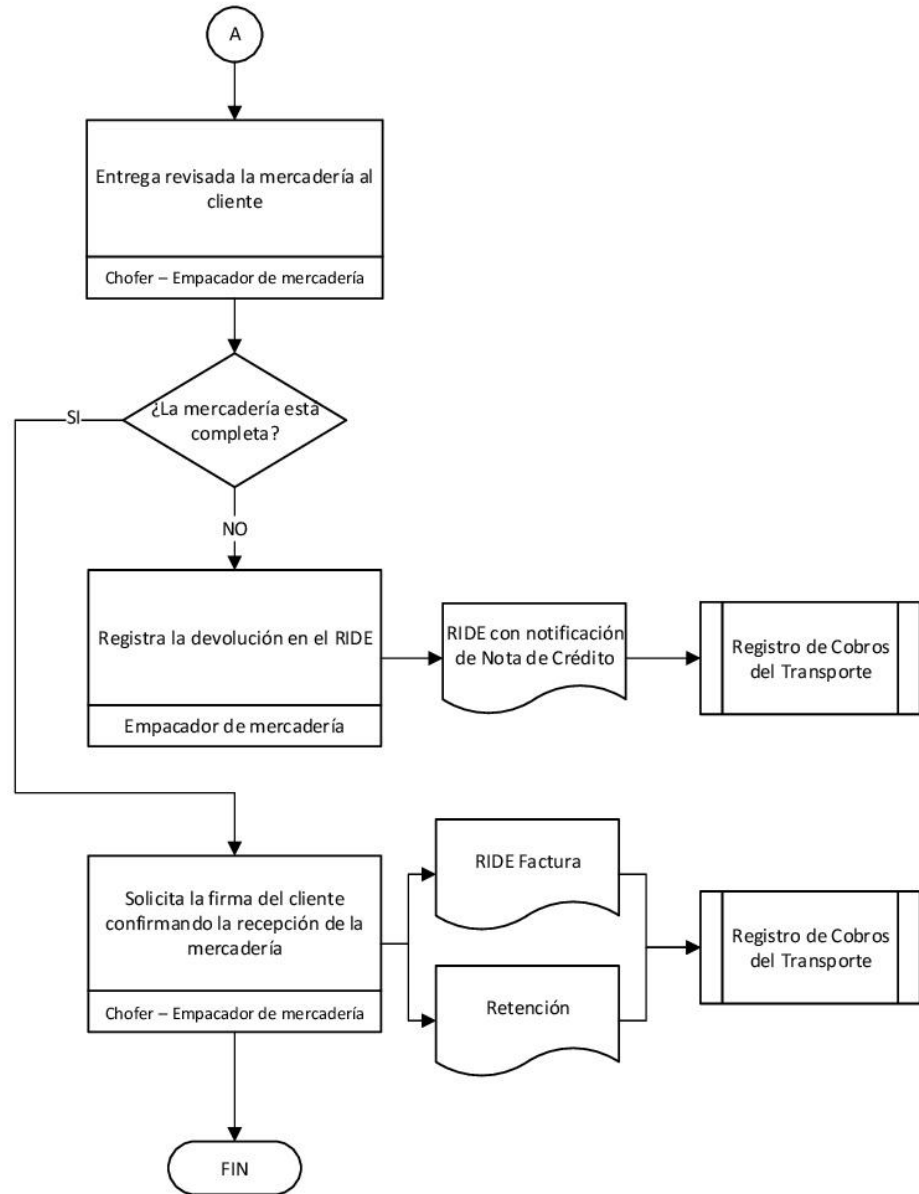 A
Entrega revisada la mercadería al
cliente
Chofer – Empacador de mercadería
¿La mercadería está
completa?
SI
NO
Registra la devolución en el RIDE
Empacador de mercadería
RIDE con notificación
de Nota de Crédito
Registro de Cobros
del Transporte
Solicita la firma del cliente
confirmando la recepción de la
mercadería
Chofer – Empacador de mercadería
RIDE Factura
Retención
Registro de Cobros
del Transporte
FIN